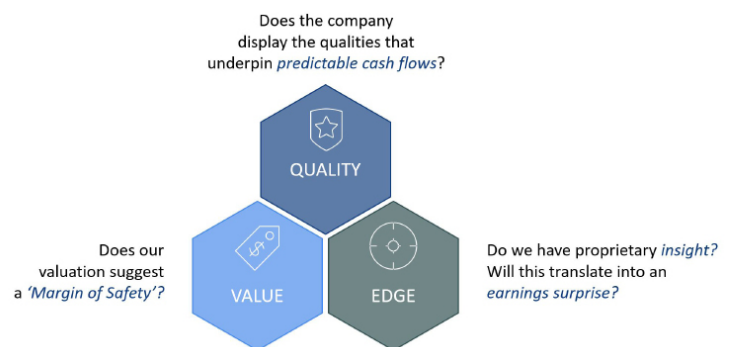 Does the company
display the qualities that
underpin predictable cash flows?
QUALITY
Does our
valuation suggest
a ‘Margin of Safety’?
VALUE
EDGE
Do we have proprietary insight?
Will this translate into an
earnings surprise?